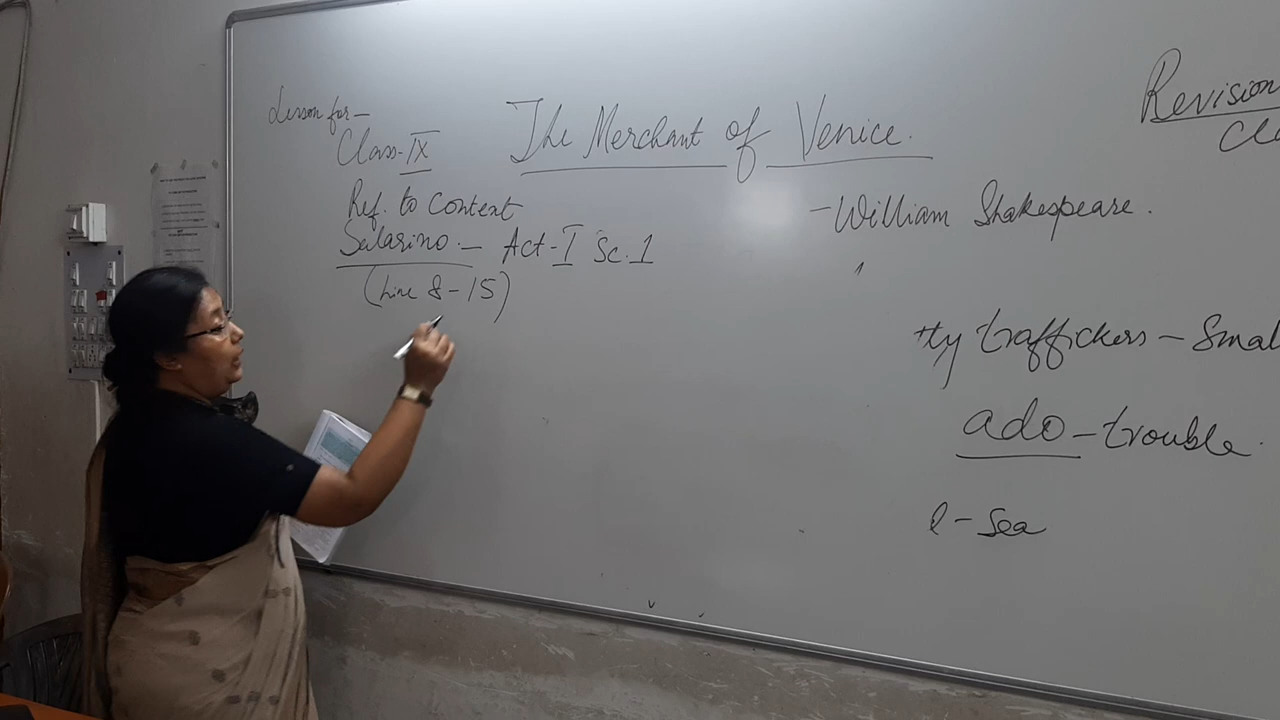 Lesson for-
Class-IX
The Merchant of Venice.
-William Shakespeare.
Revision
Ref. to Context
Salarino.- Act-I Sc.1
(Line 8-15)
ty traffickers - Smal
ado - trouble.
- Sea